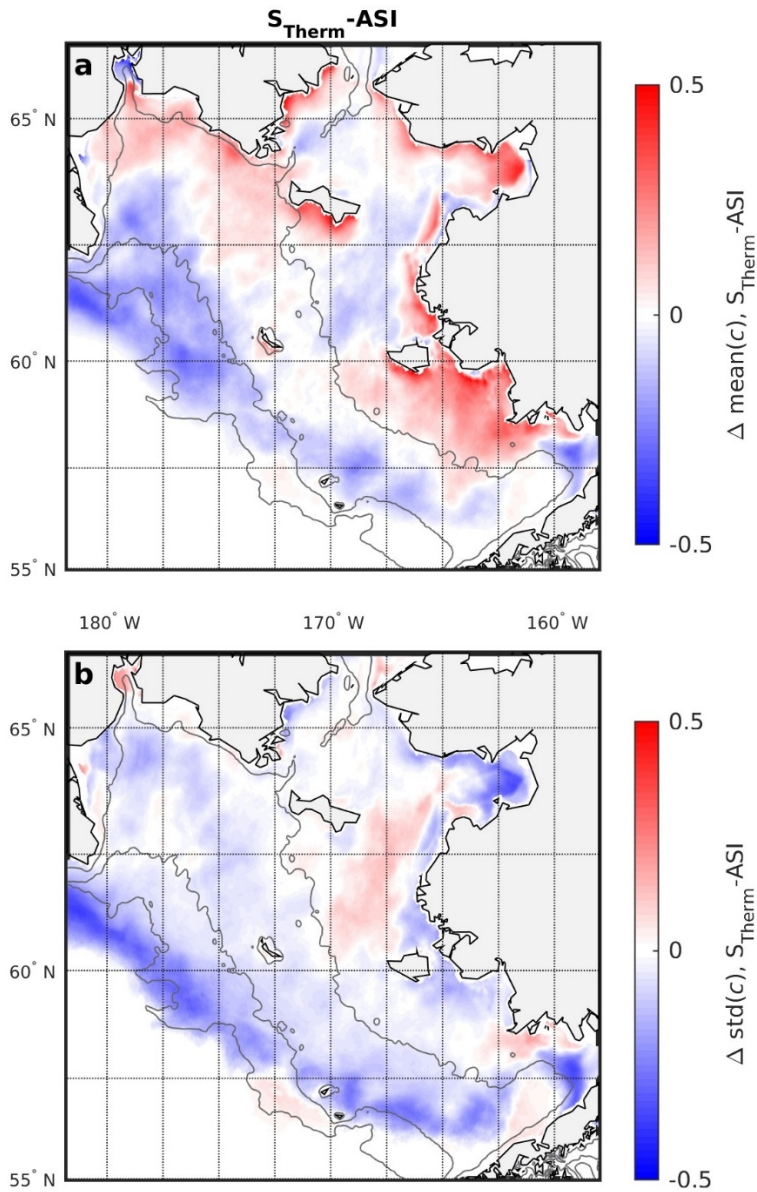 S_Therm-ASI
a
65° N
60° N
55° N
0.5
0
-0.5
Δ mean(c), S_Therm-ASI
180° W
170° W
160° W
b
65° N
60° N
55° N
0.5
0
-0.5
Δ std(c), S_Therm-ASI